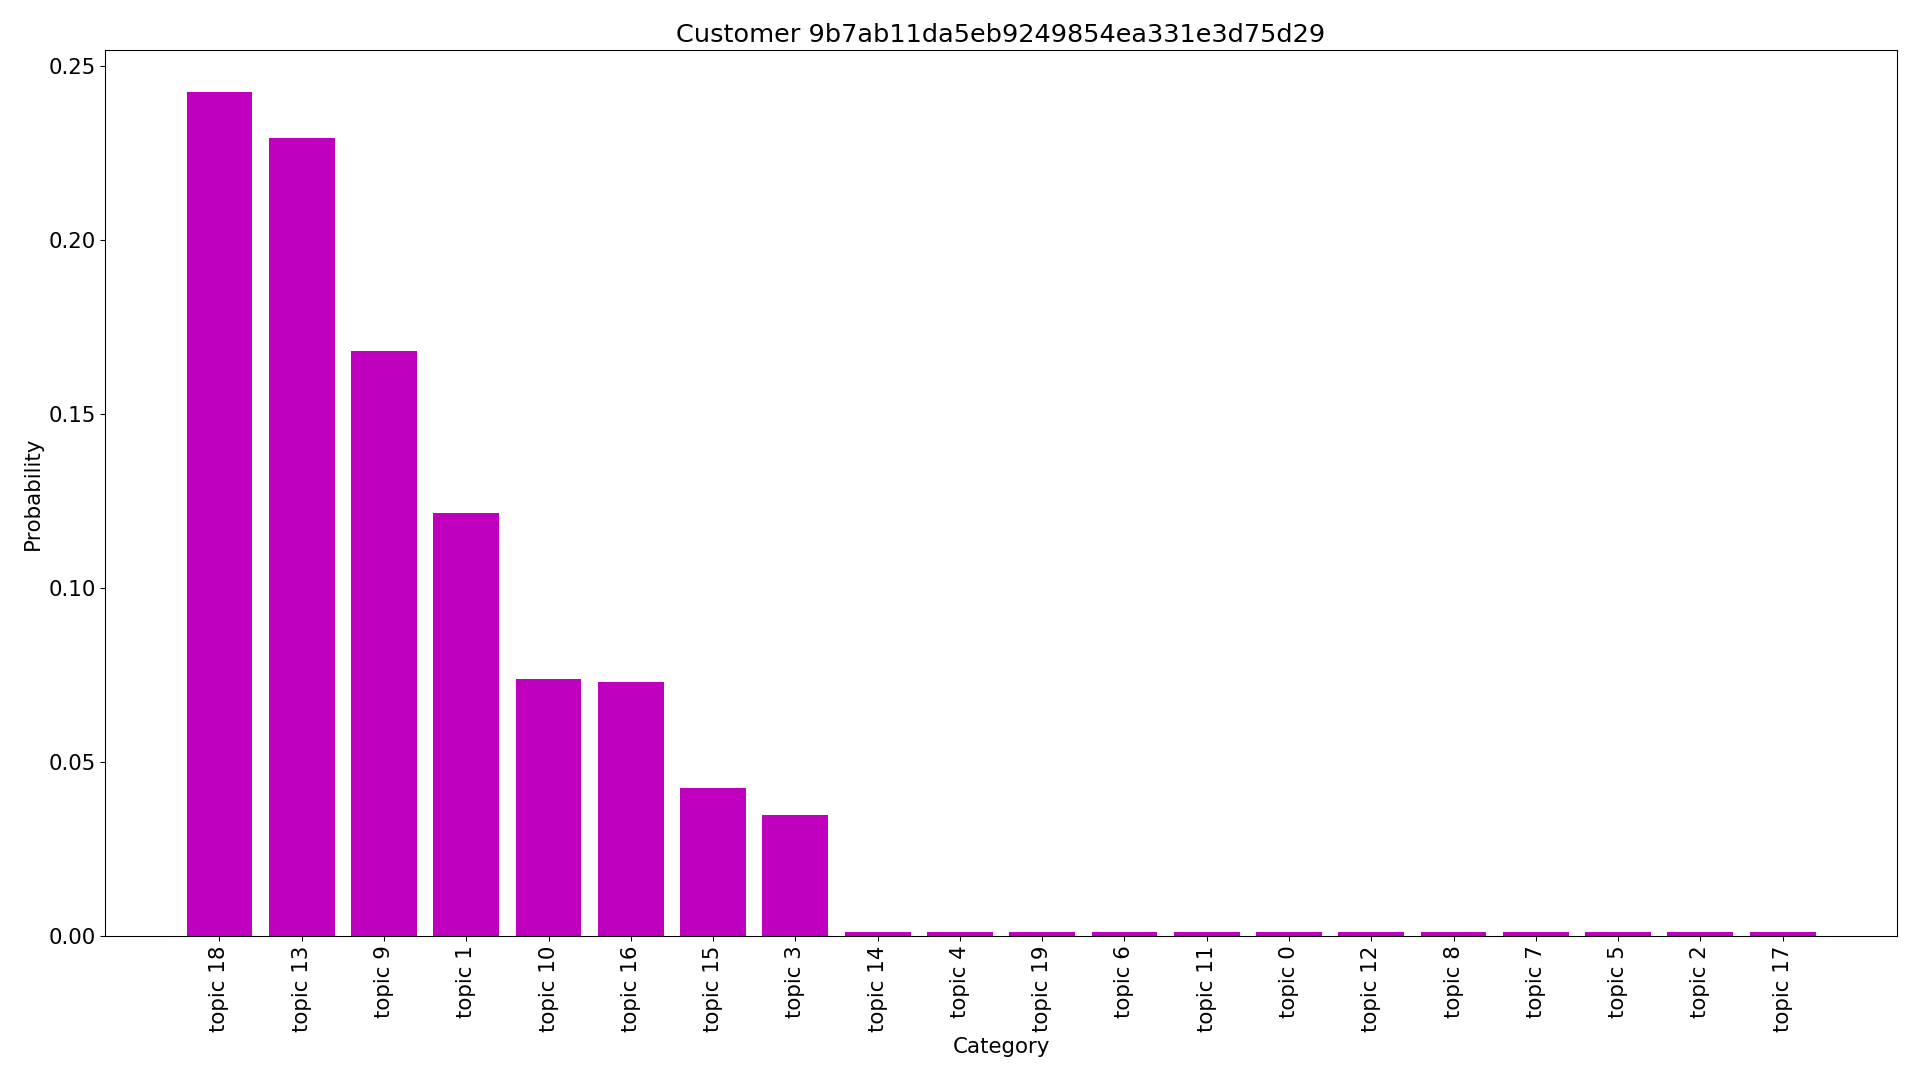 Customer 9b7ab11da5eb9249854ea331e3d75d29
0.25
0.20
0.15
0.10
0.05
0.00
Probability
topic 18
topic 13
topic 9
topic 1
topic 10
topic 16
topic 15
topic 3
topic 14
topic 4
topic 19
topic 6
topic 11
topic 0
topic 12
topic 8
topic 7
topic 5
topic 2
topic 17
Category